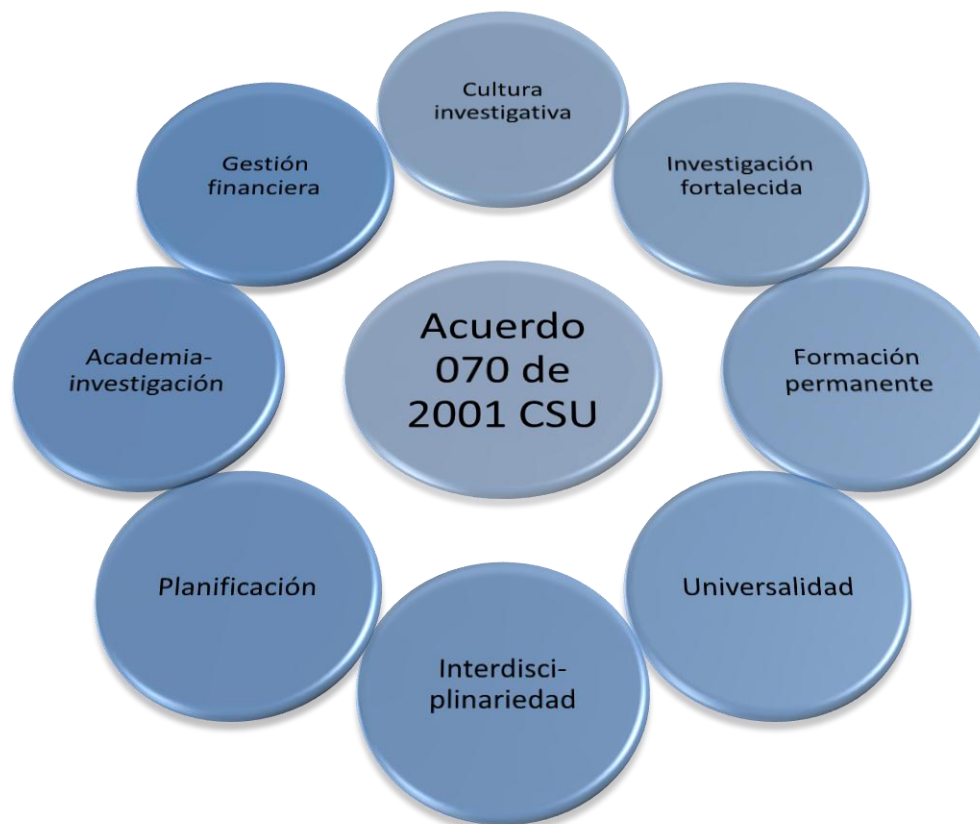 Cultura
investigativa
Investigación
fortalecida
Formación
permanente
Universalidad
Interdisci-
plinariedad
Planificación
Academia-
investigación
Gestión
financiera
Acuerdo
070 de
2001 CSU